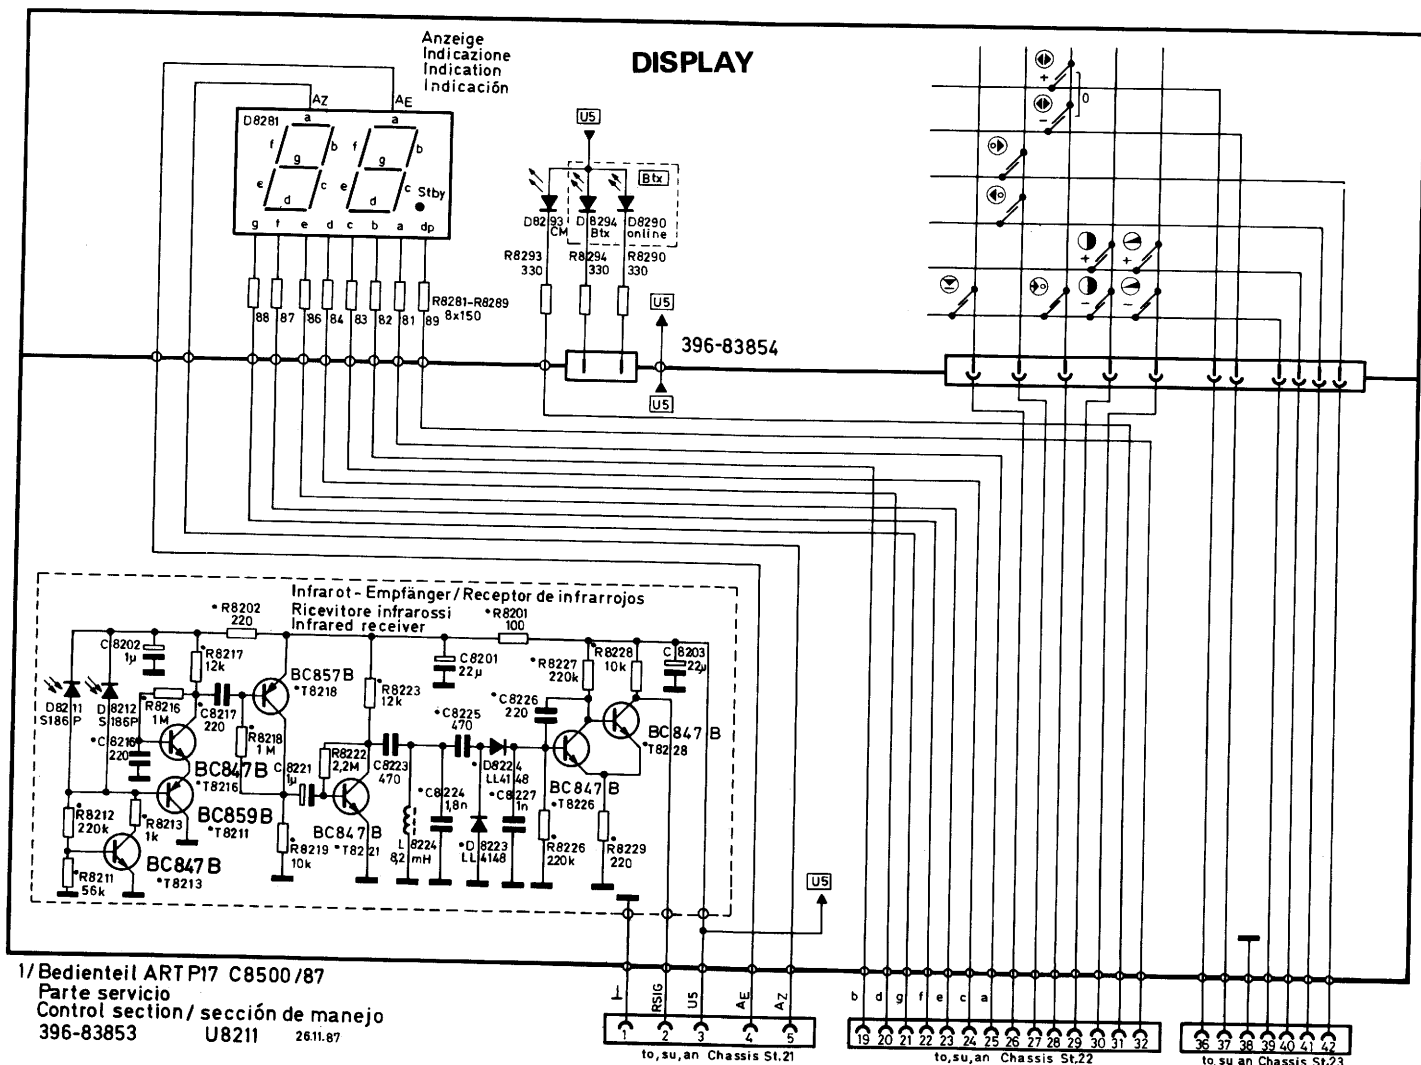 Anzeige
Indicazione
Indication
Indicación
DISPLAY
AZ
AE
D8281
a
f
b
g
e
c
d
a
f
b
g
e
c
d
Stby
g f e d c b a dp
88 87 86 84 83 82 81 89
R8281-R8289
8x150
U5
Btx
D8293
CM
D8294
Btx
D8290
online
R8293
330
R8294
330
R8290
330
U5
396-83854
U5
+
-
0
+
+
-
-
Infrarot-Empfänger/Receptor de infrarrojos
Ricevitore infrarossi
Infrared receiver
*R8202
220
*R8201
100
C8202
1µ
*R8217
12k
BC857B
*T8218
*R8223
12k
C8201
22µ
*R8227
220k
*R8228
10k
C8203
22µ
D8211
S186P
D8212
S186P
*R8216
1M
C8217
220
*R8218
1M
*C8216
220
BC847B
*T8216
C8221
1µ
*R8222
2,2M
C8223
470
*C8225
470
*C8226
220
BC847B
*T8228
*R8212
220k
*R8213
1k
BC859B
*T8211
*C8224
1,8n
D8224
LL4148
*C8227
1n
BC847B
*T8226
*R8211
56k
BC847B
*T8213
*R8219
10k
BC847B
*T8221
L8224
8,2mH
*D8223
LL4148
*R8226
220k
*R8229
220
U5
1/Bedienteil ART P17 C8500/87
Parte servicio
Control section/sección de manejo
396-83853 U8211 26.11.87
⊥ RSIG U5 AE AZ
1 2 3 4 5
to,su,an Chassis St.21
b d g f e c a
19 20 21 22 23 24 25 26 27 28 29 30 31 32
to,su,an Chassis St.22
36 37 38 39 40 41 42
to,su,an Chassis St.23